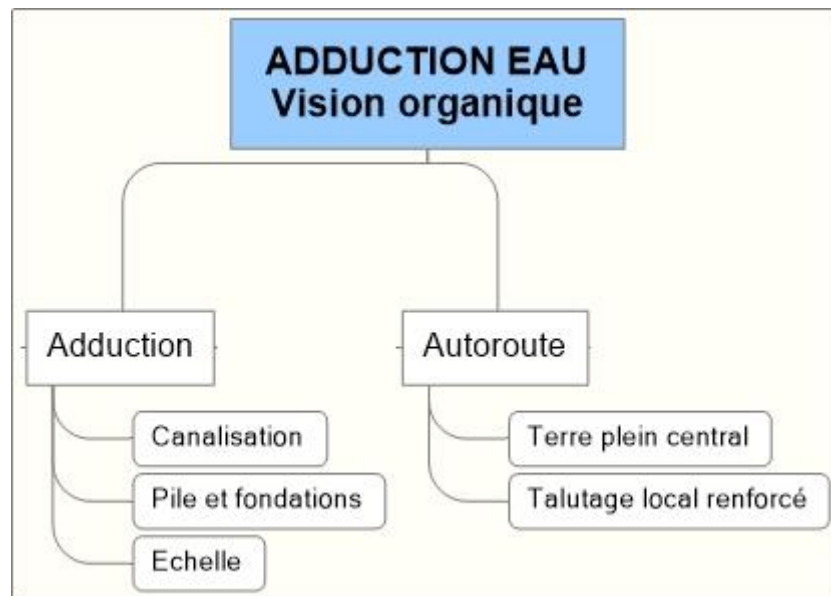 ADDUCTION EAU
Vision organique
Adduction
Canalisation
Pile et fondations
Echelle
Autoroute
Terre plein central
Talutage local renforcé